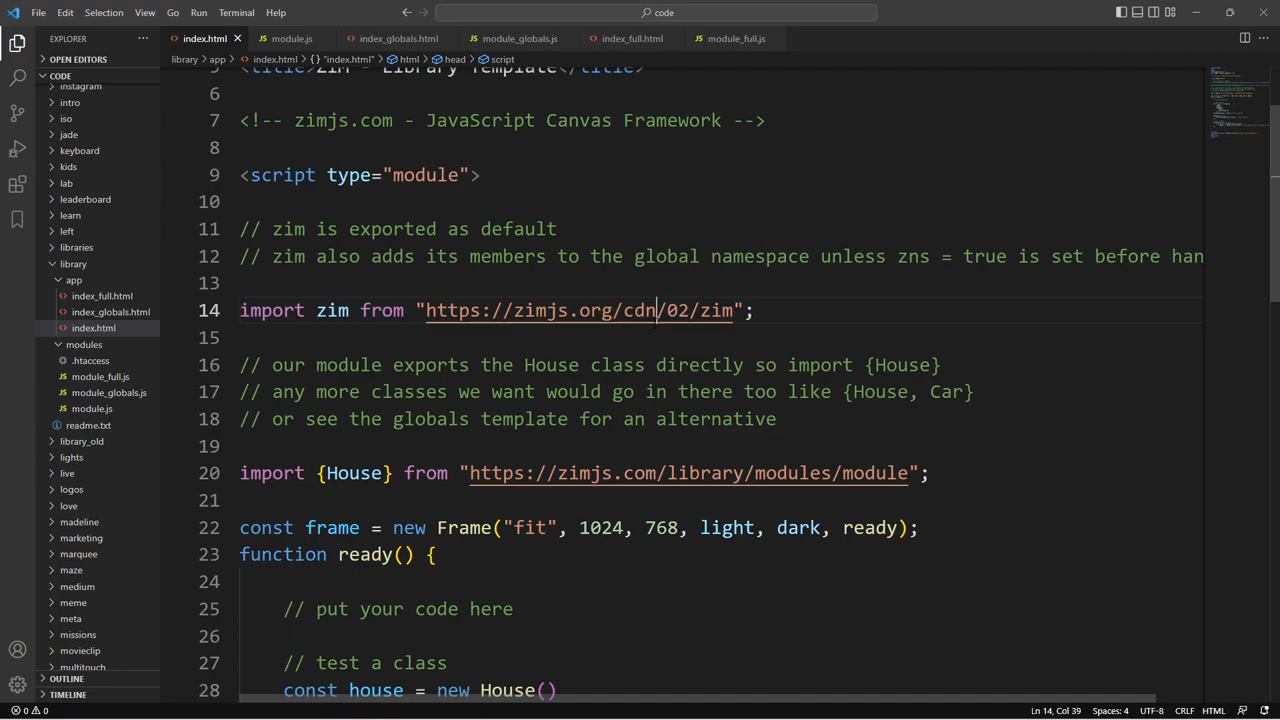 File Edit Selection View Go Run Terminal Help
code
EXPLORER
index.html
module.js
index_globals.html
module_globals.js
index_full.html
module_full.js
OPEN EDITORS
library > app > index.html > {} "index.html" > html > head > script
CODE
instagram
intro
iso
jade
keyboard
kids
lab
leaderboard
learn
left
libraries
library
app
index_full.html
index_globals.html
index.html
modules
.htaccess
module_full.js
module_globals.js
module.js
readme.txt
library_old
lights
live
logos
love
madeline
marketing
marquee
maze
medium
meme
meta
missions
movieclip
multitouch
OUTLINE
TIMELINE
5 <title>ZIM - Library Template</title>
6
7 <!-- zimjs.com - JavaScript Canvas Framework -->
8
9 <script type="module">
10
11 // zim is exported as default
12 // zim also adds its members to the global namespace unless zns = true is set before han
13
14 import zim from "https://zimjs.org/cdn/02/zim";
15
16 // our module exports the House class directly so import {House}
17 // any more classes we want would go in there too like {House, Car}
18 // or see the globals template for an alternative
19
20 import {House} from "https://zimjs.com/library/modules/module";
21
22 const frame = new Frame("fit", 1024, 768, light, dark, ready);
23 function ready() {
24
25 // put your code here
26
27 // test a class
28 const house = new House()
0 0 Ln 14, Col 39 Spaces: 4 UTF-8 CRLF HTML